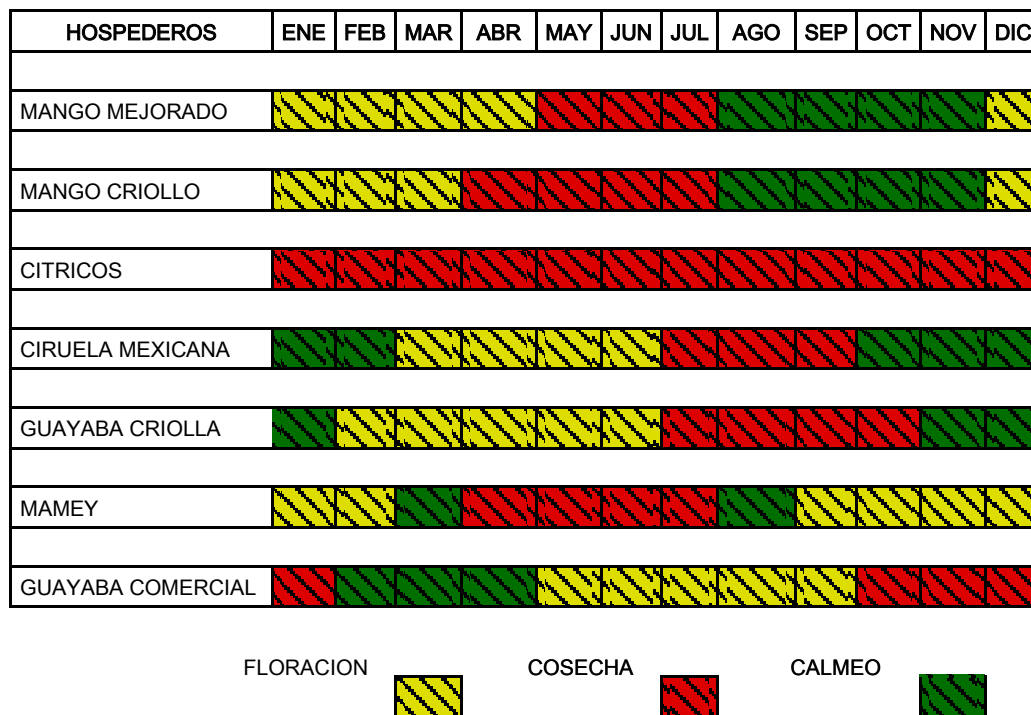 HOSPEDEROS ENE FEB MAR ABR MAY JUN JUL AGO SEP OCT NOV DIC
MANGO MEJORADO
MANGO CRIOLLO
CITRICOS
CIRUELA MEXICANA
GUAYABA CRIOLLA
MAMEY
GUAYABA COMERCIAL
FLORACION COSECHA CALMEO